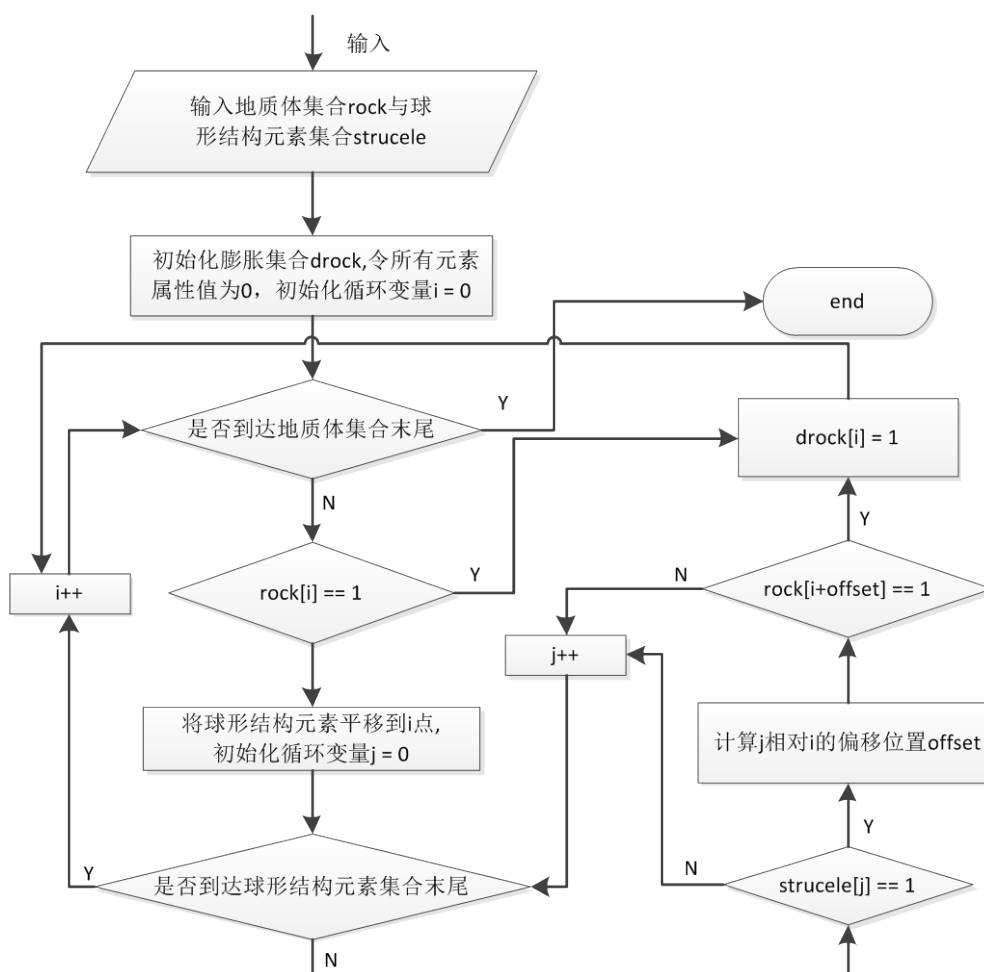 输入
输入地质体集合rock与球
形结构元素集合strucele
初始化膨胀集合drock,令所有元素
属性值为0，初始化循环变量i = 0
end
是否到达地质体集合末尾
Y
drock[i] = 1
N
Y
i++
rock[i] == 1
Y
N
rock[i+offset] == 1
j++
将球形结构元素平移到i点,
初始化循环变量j = 0
计算j相对i的偏移位置offset
Y
Y
是否到达球形结构元素集合末尾
N
strucele[j] == 1
N